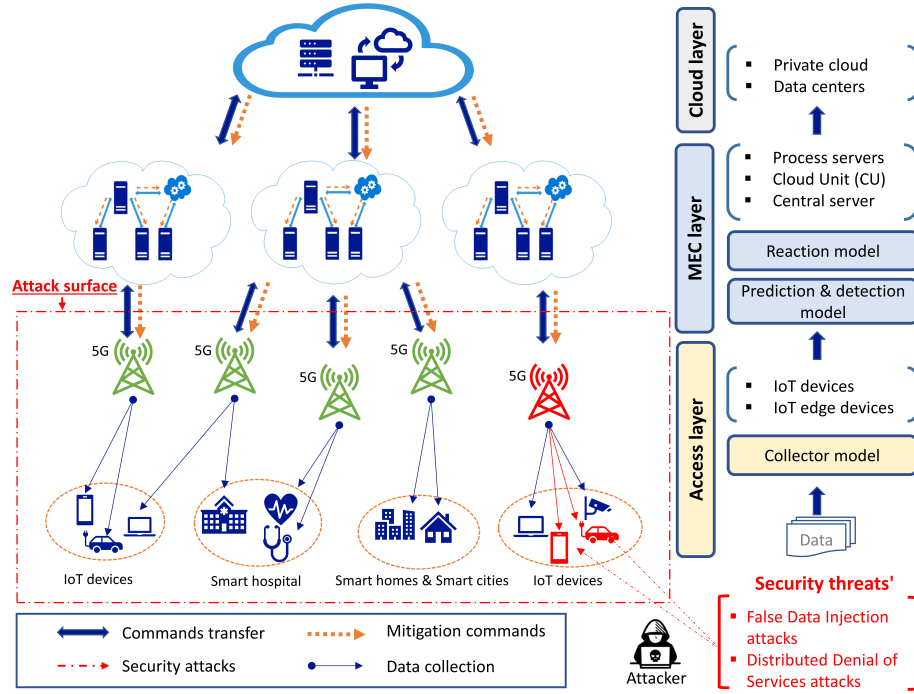 Cloud layer
Private cloud
Data centers
MEC layer
Process servers
Cloud Unit (CU)
Central server
Reaction model
Prediction & detection
model
Attack surface
5G
5G
5G
5G
5G
Access layer
IoT devices
IoT edge devices
Collector model
Data
IoT devices
Smart hospital
Smart homes & Smart cities
IoT devices
Security threats'
False Data Injection
attacks
Distributed Denial of
Services attacks
Attacker
Commands transfer
Mitigation commands
Security attacks
Data collection